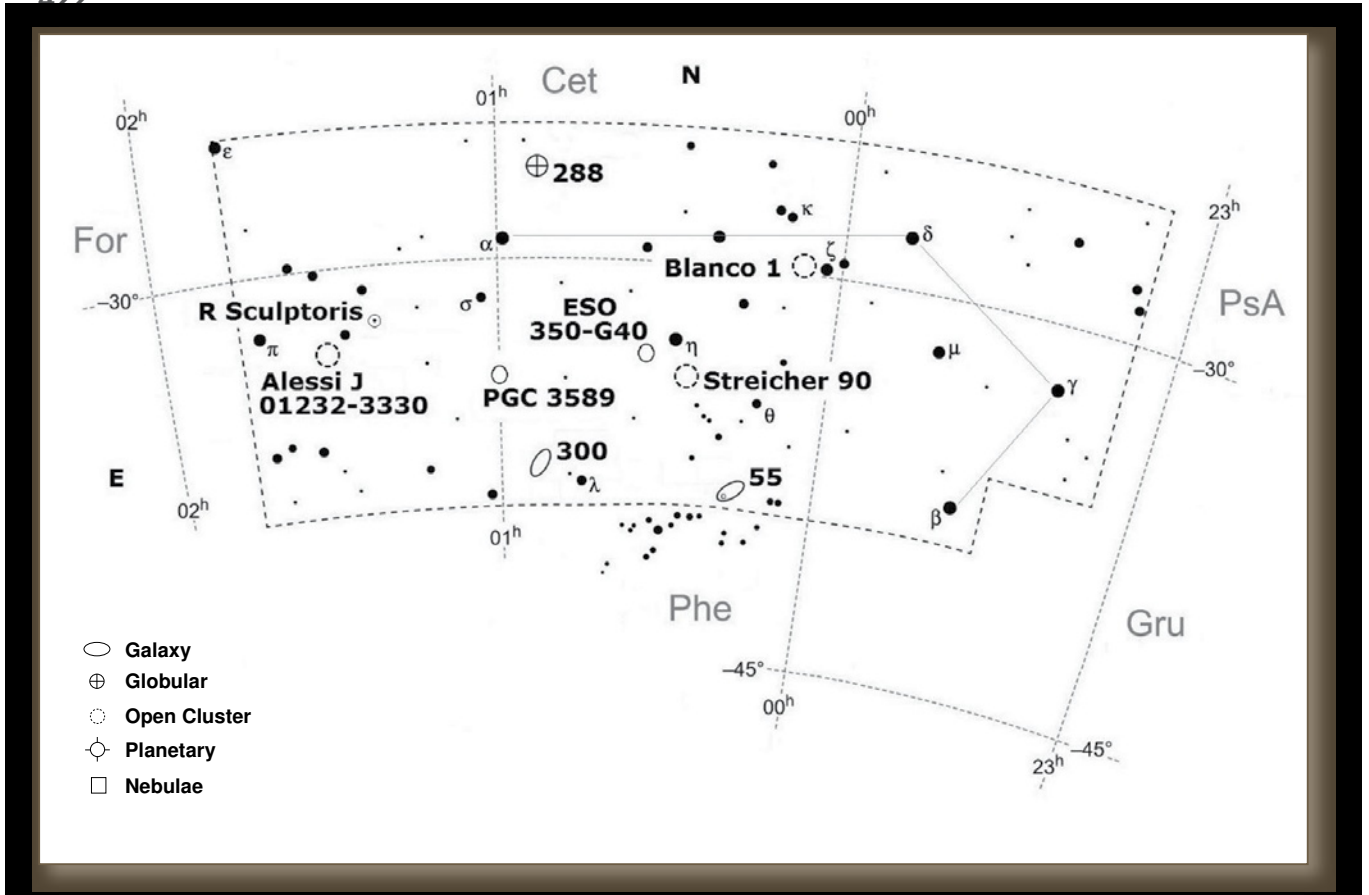 Cet
N
01h
02h
00h
ε
288
23h
κ
For
α
δ
ζ
Blanco 1
–30°
σ
ESO
350-G40
R Sculptoris
PsA
η
π
μ
–30°
Alessi J
01232-3330
PGC 3589
Streicher 90
γ
θ
300
E
55
λ
02h
β
01h
Phe
Gru
Galaxy
–45°
Globular
00h
Open Cluster
Planetary
–45°
23h
Nebulae